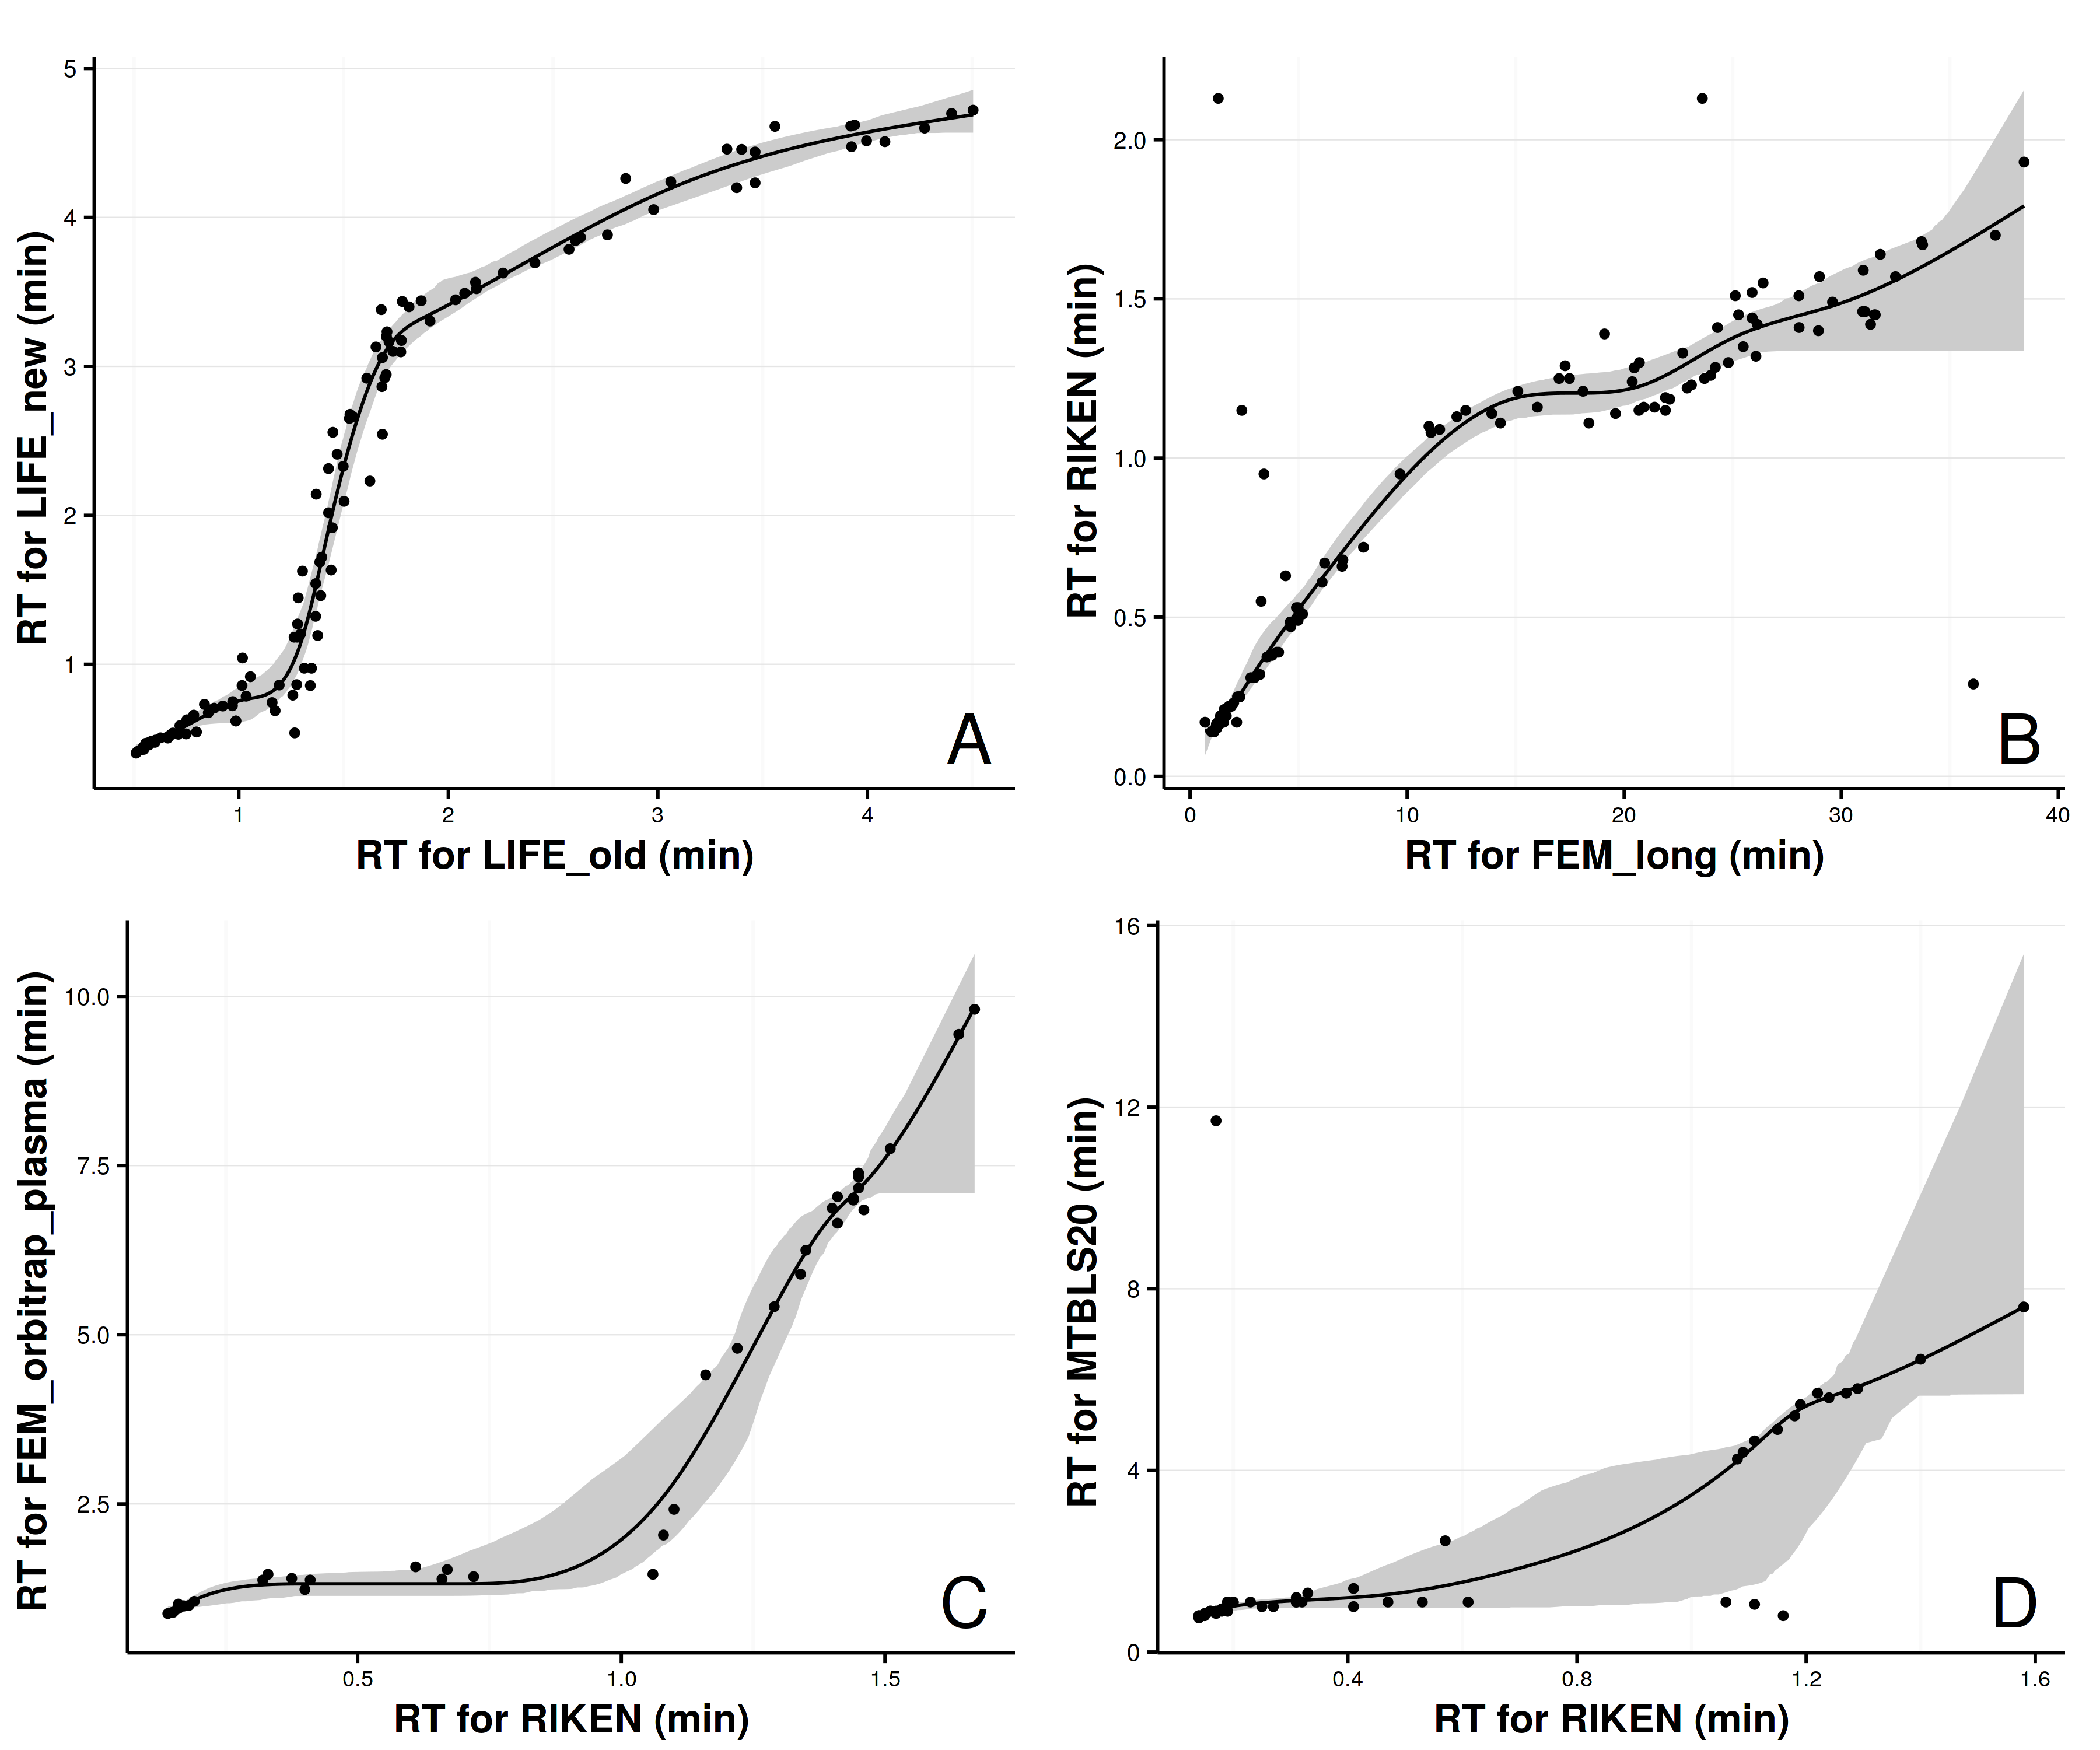 5
4
3
2
1
RT for LIFE_new (min)
A
1 2 3 4
RT for LIFE_old (min)
2.0
1.5
1.0
0.5
0.0
RT for RIKEN (min)
B
0 10 20 30 40
RT for FEM_long (min)
10.0
7.5
5.0
2.5
RT for FEM_orbitrap_plasma (min)
C
0.5 1.0 1.5
RT for RIKEN (min)
16
12
8
4
0
RT for MTBLS20 (min)
D
0.4 0.8 1.2 1.6
RT for RIKEN (min)